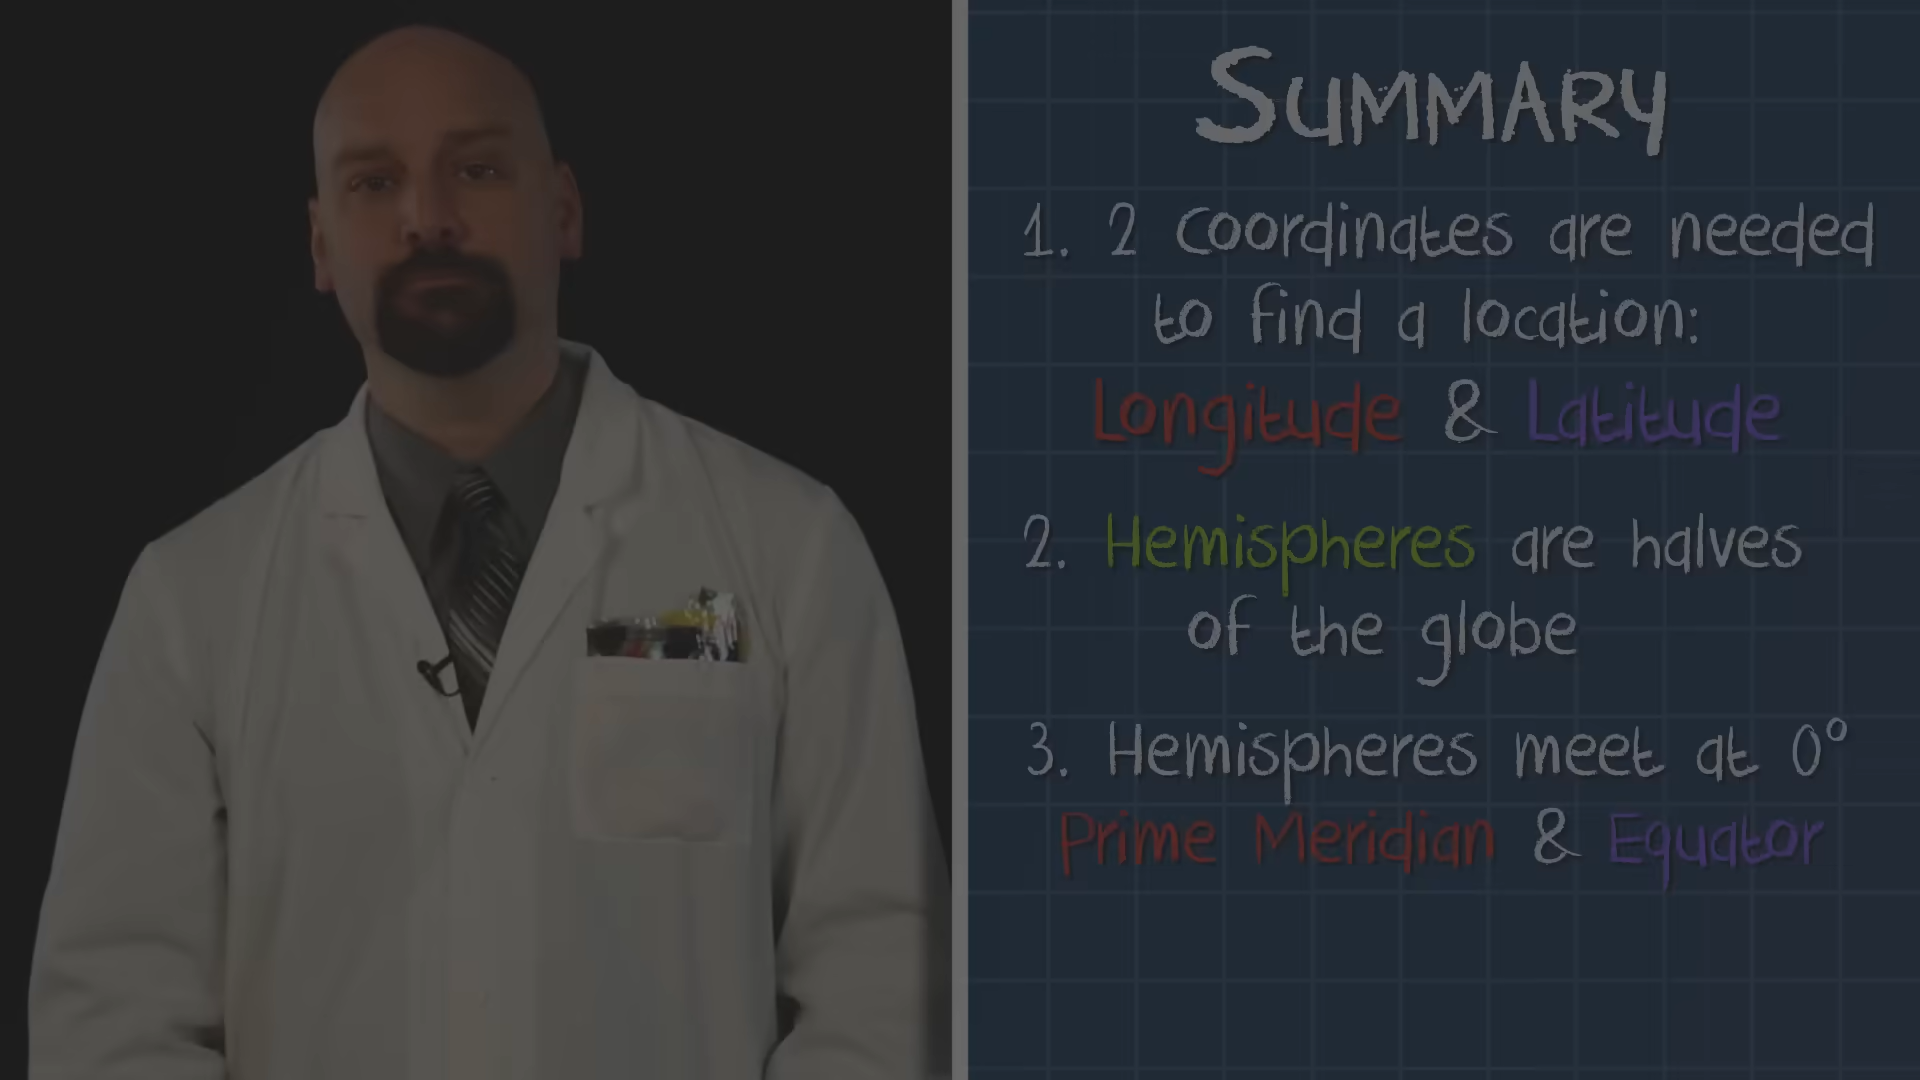 SUMMARY
1. 2 Coordinates are needed
to find a location:
Longitude & Latitude
2. Hemispheres are halves
of the globe
3. Hemispheres meet at 0°
Prime Meridian & Equator